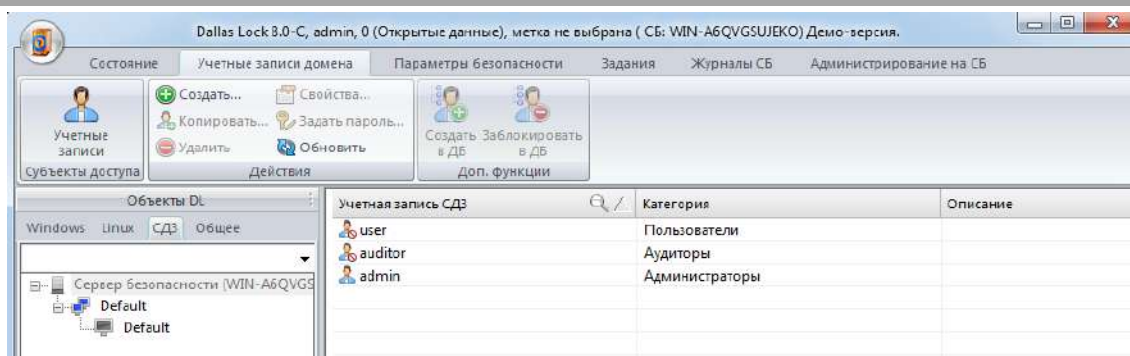 Dallas Lock 8.0-C, admin, 0 (Открытые данные), метка не выбрана ( СБ: WIN-A6QVGSUJEKO) Демо-версия.
Состояние Учетные записи домена Параметры безопасности Задания Журналы СБ Администрирование на СБ
Учетные записи
Субъекты доступа
Создать... Свойства...
Копировать... Задать пароль...
Удалить Обновить
Действия
Создать в ДБ Заблокировать в ДБ
Доп. функции
Объекты DL
Windows Linux СДЗ Общее
Сервер безопасности (WIN-A6QVGS
Default
Default
Учетная запись СДЗ Категория Описание
user Пользователи
auditor Аудиторы
admin Администраторы